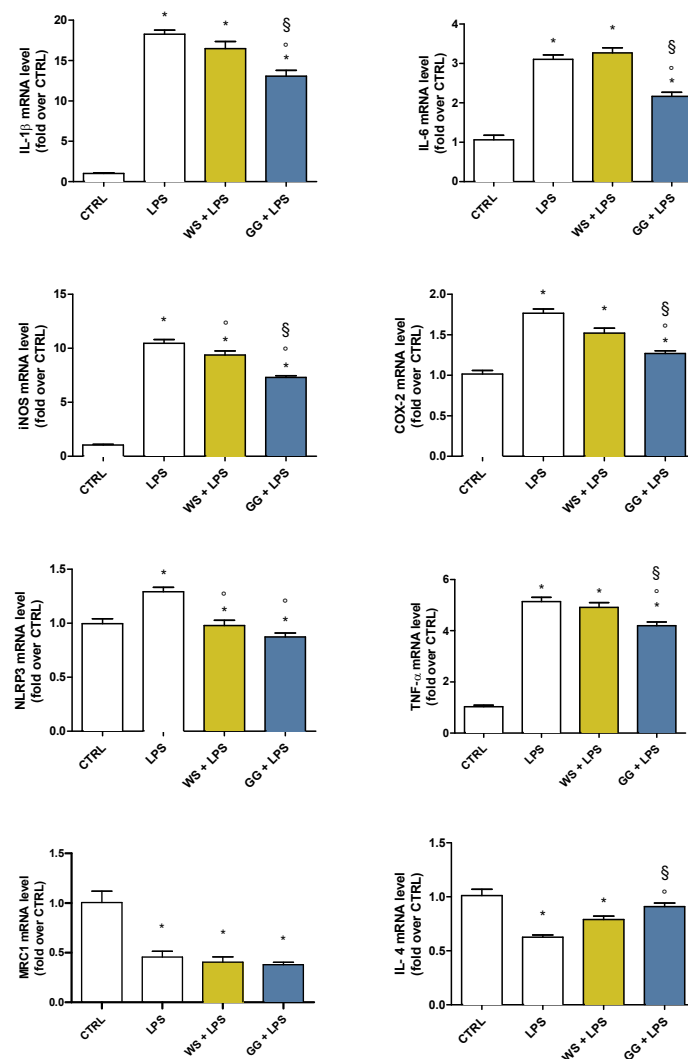 IL-1β mRNA level
(fold over CTRL)
20
15
10
5
0
*
*
§
°
*
CTRL
LPS
WS + LPS
GG + LPS
IL-6 mRNA level
(fold over CTRL)
6
4
2
1
0
*
*
§
°
*
CTRL
LPS
WS + LPS
GG + LPS
iNOS mRNA level
(fold over CTRL)
15
10
5
0
*
°
*
§
°
*
CTRL
LPS
WS + LPS
GG + LPS
COX-2 mRNA level
(fold over CTRL)
2.0
1.5
1.0
0.5
0.0
*
*
§
°
*
CTRL
LPS
WS + LPS
GG + LPS
NLRP3 mRNA level
(fold over CTRL)
1.5
1.0
0.5
0.0
*
°
*
°
*
CTRL
LPS
WS + LPS
GG + LPS
TNF-α mRNA level
(fold over CTRL)
6
4
2
0
*
*
§
°
*
CTRL
LPS
WS + LPS
GG + LPS
MRC1 mRNA level
(fold over CTRL)
1.5
1.0
0.5
0.0
*
*
*
CTRL
LPS
WS + LPS
GG + LPS
IL- 4 mRNA level
(fold over CTRL)
1.5
1.0
0.5
0.0
*
*
§
°
CTRL
LPS
WS + LPS
GG + LPS